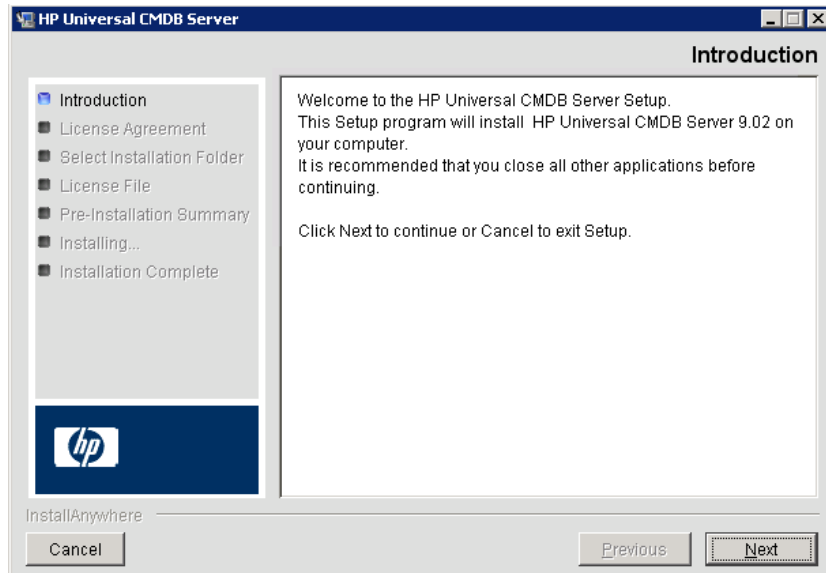 HP Universal CMDB Server
Introduction
Introduction
License Agreement
Select Installation Folder
License File
Pre-Installation Summary
Installing...
Installation Complete
Welcome to the HP Universal CMDB Server Setup.
This Setup program will install HP Universal CMDB Server 9.02 on
your computer.
It is recommended that you close all other applications before
continuing.
Click Next to continue or Cancel to exit Setup.
hp
InstallAnywhere
Cancel
Previous
Next